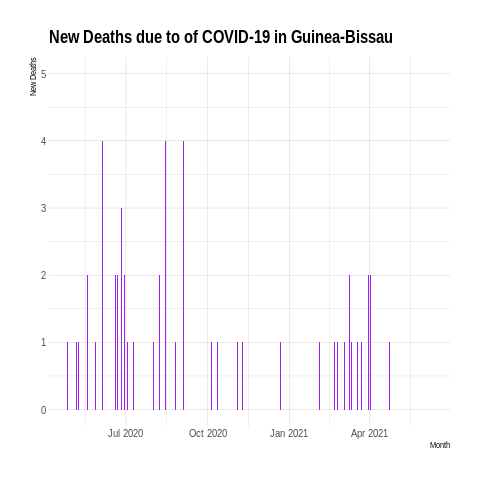 New Deaths due to of COVID-19 in Guinea-Bissau
New Deaths
5
4
3
2
1
0
Jul 2020 Oct 2020 Jan 2021 Apr 2021
Month